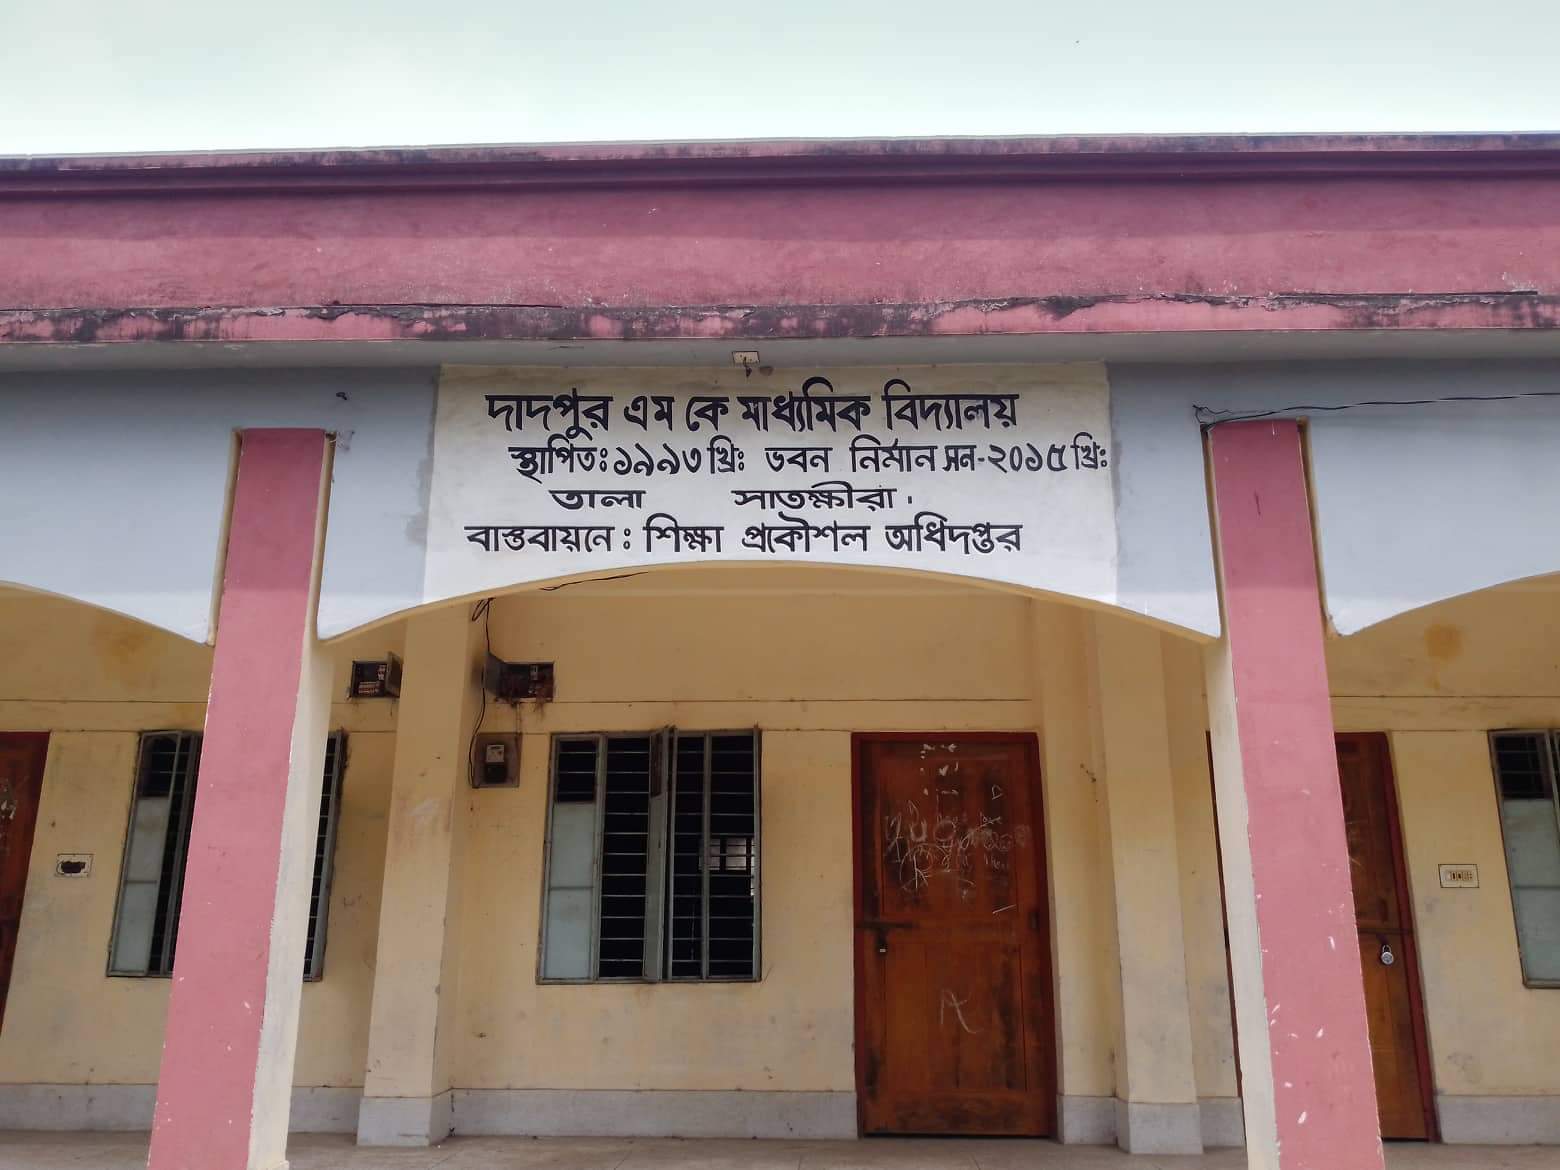 দাদপুর এম কে মাধ্যমিক বিদ্যালয়
স্থাপিতঃ১৯৯৩ খ্রিঃ ভবন নির্মান সন-২০১৫ খ্রিঃ
তালা সাতক্ষীরা।
বাস্তবায়নে : শিক্ষা প্রকৌশল অধিদপ্তর